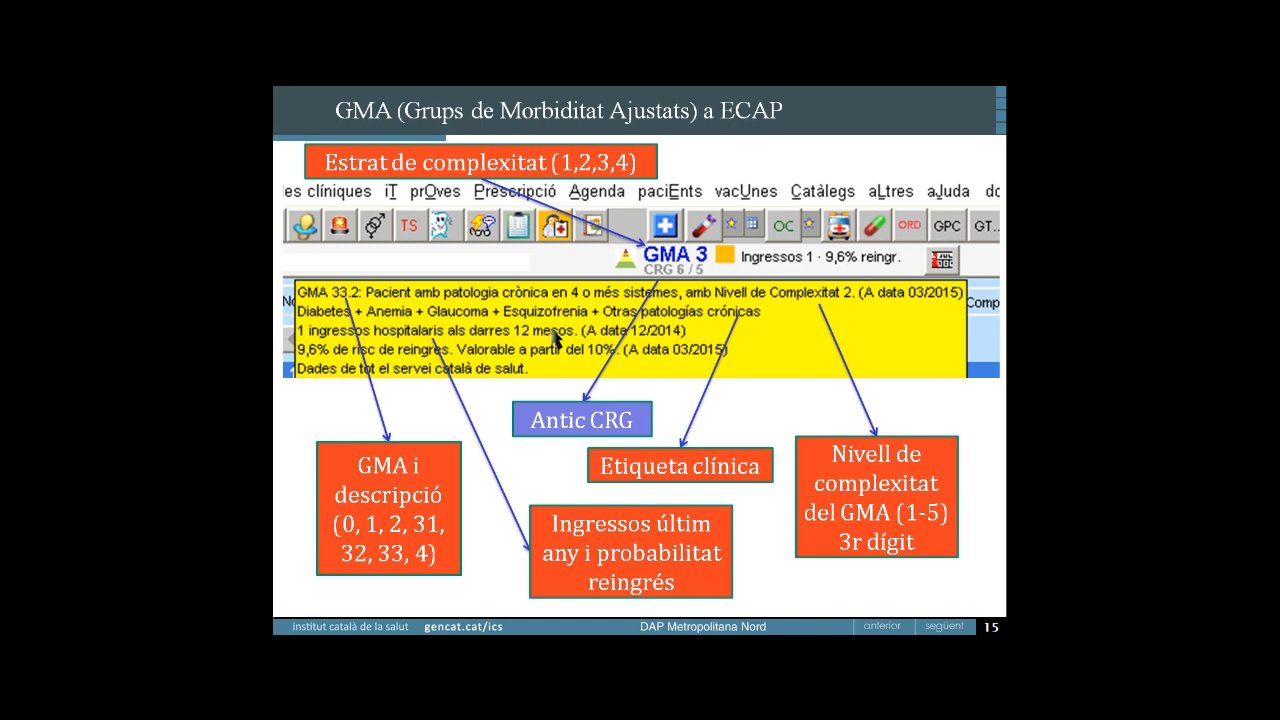 GMA (Grups de Morbiditat Ajustats) a ECAP
Estrat de complexitat (1,2,3,4)
es clíniques iT prOves Prescripció Agenda paciEnts vacUnes Catàlegs aLtres aJuda do
TS OC ORD GPC GT..
GMA 3 Ingressos 1 · 9,6% reingr.
CRG 6 / 5
GMA 33.2: Pacient amb patologia crònica en 4 o més sistemes, amb Nivell de Complexitat 2. (A data 03/2015)
Comp
Diabetes + Anemia + Glaucoma + Esquizofrenia + Otras patologías crónicas
1 ingressos hospitalaris als darres 12 mesos. (A data 12/2014)
9,6% de risc de reingrés. Valorable a partir del 10%. (A data 03/2015)
Dades de tot el servei català de salut.
Antic CRG
GMA i
descripció
(0, 1, 2, 31,
32, 33, 4)
Etiqueta clínica
Nivell de
complexitat
del GMA (1-5)
3r dígit
Ingressos últim
any i probabilitat
reingrés
institut català de la salut gencat.cat/ics DAP Metropolitana Nord anterior següent 15